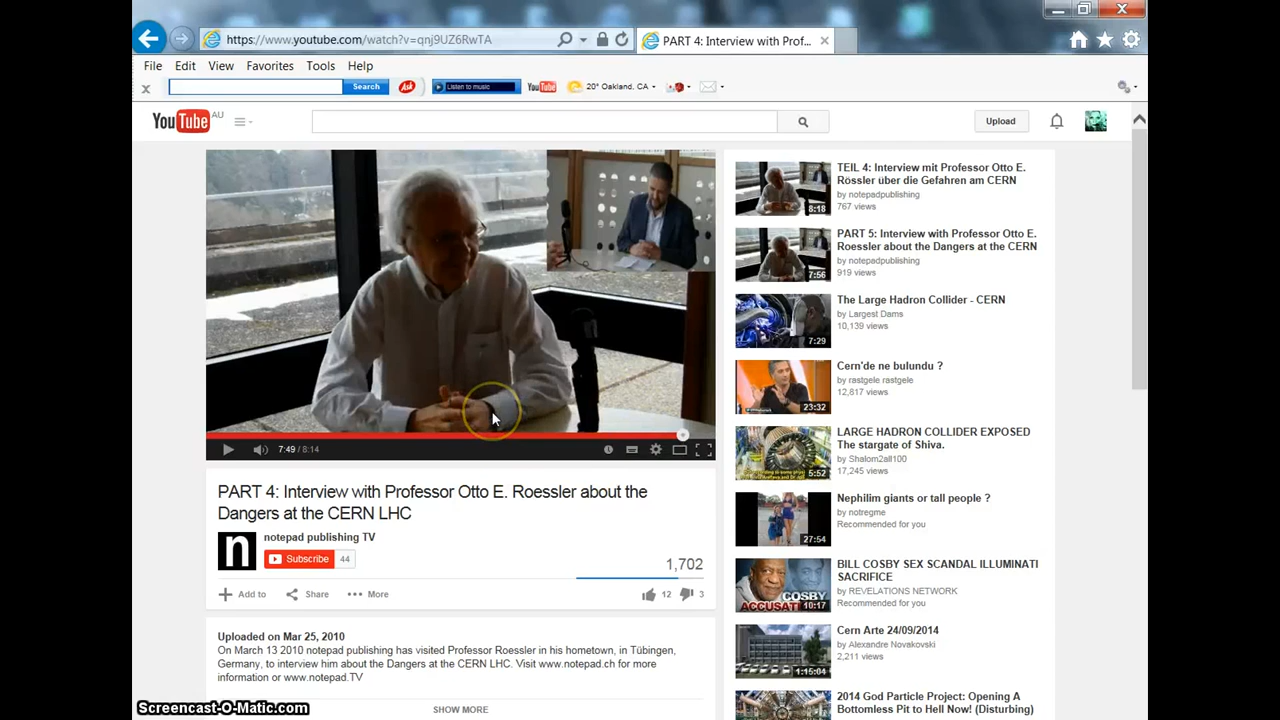 https://www.youtube.com/watch?v=qnj9UZ6RwTA
PART 4: Interview with Prof...
File Edit View Favorites Tools Help
x Search Ask Listen to music YouTube 20° Oakland, CA
YouTube AU
Upload
7:49 / 8:14
PART 4: Interview with Professor Otto E. Roessler about the
Dangers at the CERN LHC
n
notepad publishing TV
Subscribe 44
1,702
Add to Share More 12 3
Uploaded on Mar 25, 2010
On March 13 2010 notepad publishing has visited Professor Roessler in his hometown, in Tübingen,
Germany, to interview him about the Dangers at the CERN LHC. Visit www.notepad.ch for more
information or www.notepad.TV
SHOW MORE
TEIL 4: Interview mit Professor Otto E.
Rössler über die Gefahren am CERN
by notepadpublishing
767 views
8:18
PART 5: Interview with Professor Otto E.
Roessler about the Dangers at the CERN
by notepadpublishing
919 views
7:56
The Large Hadron Collider - CERN
by Largest Dams
10,139 views
7:29
Cern'de ne bulundu ?
by rastgele rastgele
12,817 views
23:32
LARGE HADRON COLLIDER EXPOSED
The stargate of Shiva.
by Shalom2all100
17,245 views
5:52
Nephilim giants or tall people ?
by notregme
Recommended for you
27:54
BILL COSBY SEX SCANDAL ILLUMINATI
SACRIFICE
by REVELATIONS NETWORK
Recommended for you
COSBY
10:17
Cern Arte 24/09/2014
by Alexandre Novakovski
2,211 views
1:15:04
2014 God Particle Project: Opening A
Bottomless Pit to Hell Now! (Disturbing)
Screencast-O-Matic.com